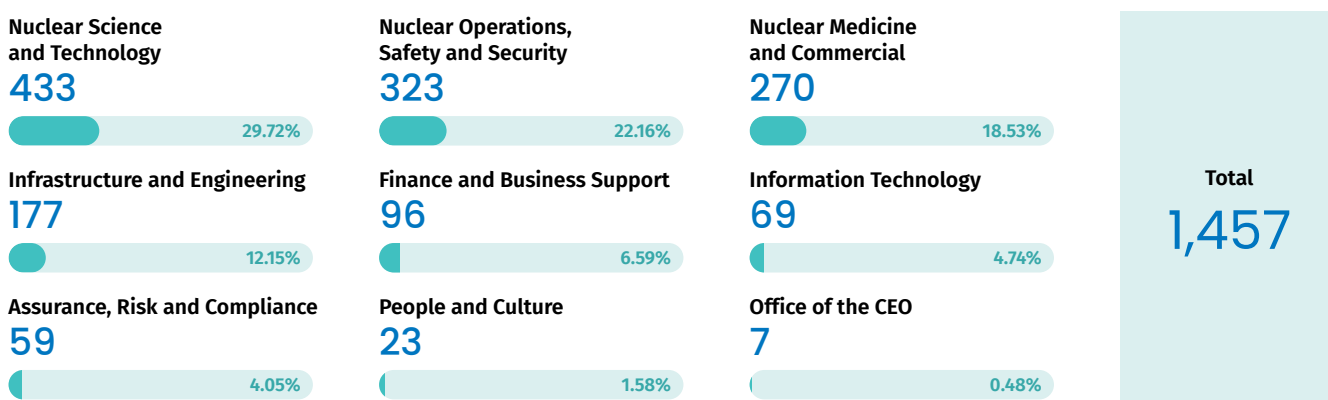 Nuclear Science
and Technology
433
29.72%
Nuclear Operations,
Safety and Security
323
22.16%
Nuclear Medicine
and Commercial
270
18.53%
Infrastructure and Engineering
177
12.15%
Finance and Business Support
96
6.59%
Information Technology
69
4.74%
Assurance, Risk and Compliance
59
4.05%
People and Culture
23
1.58%
Office of the CEO
7
0.48%
Total
1,457